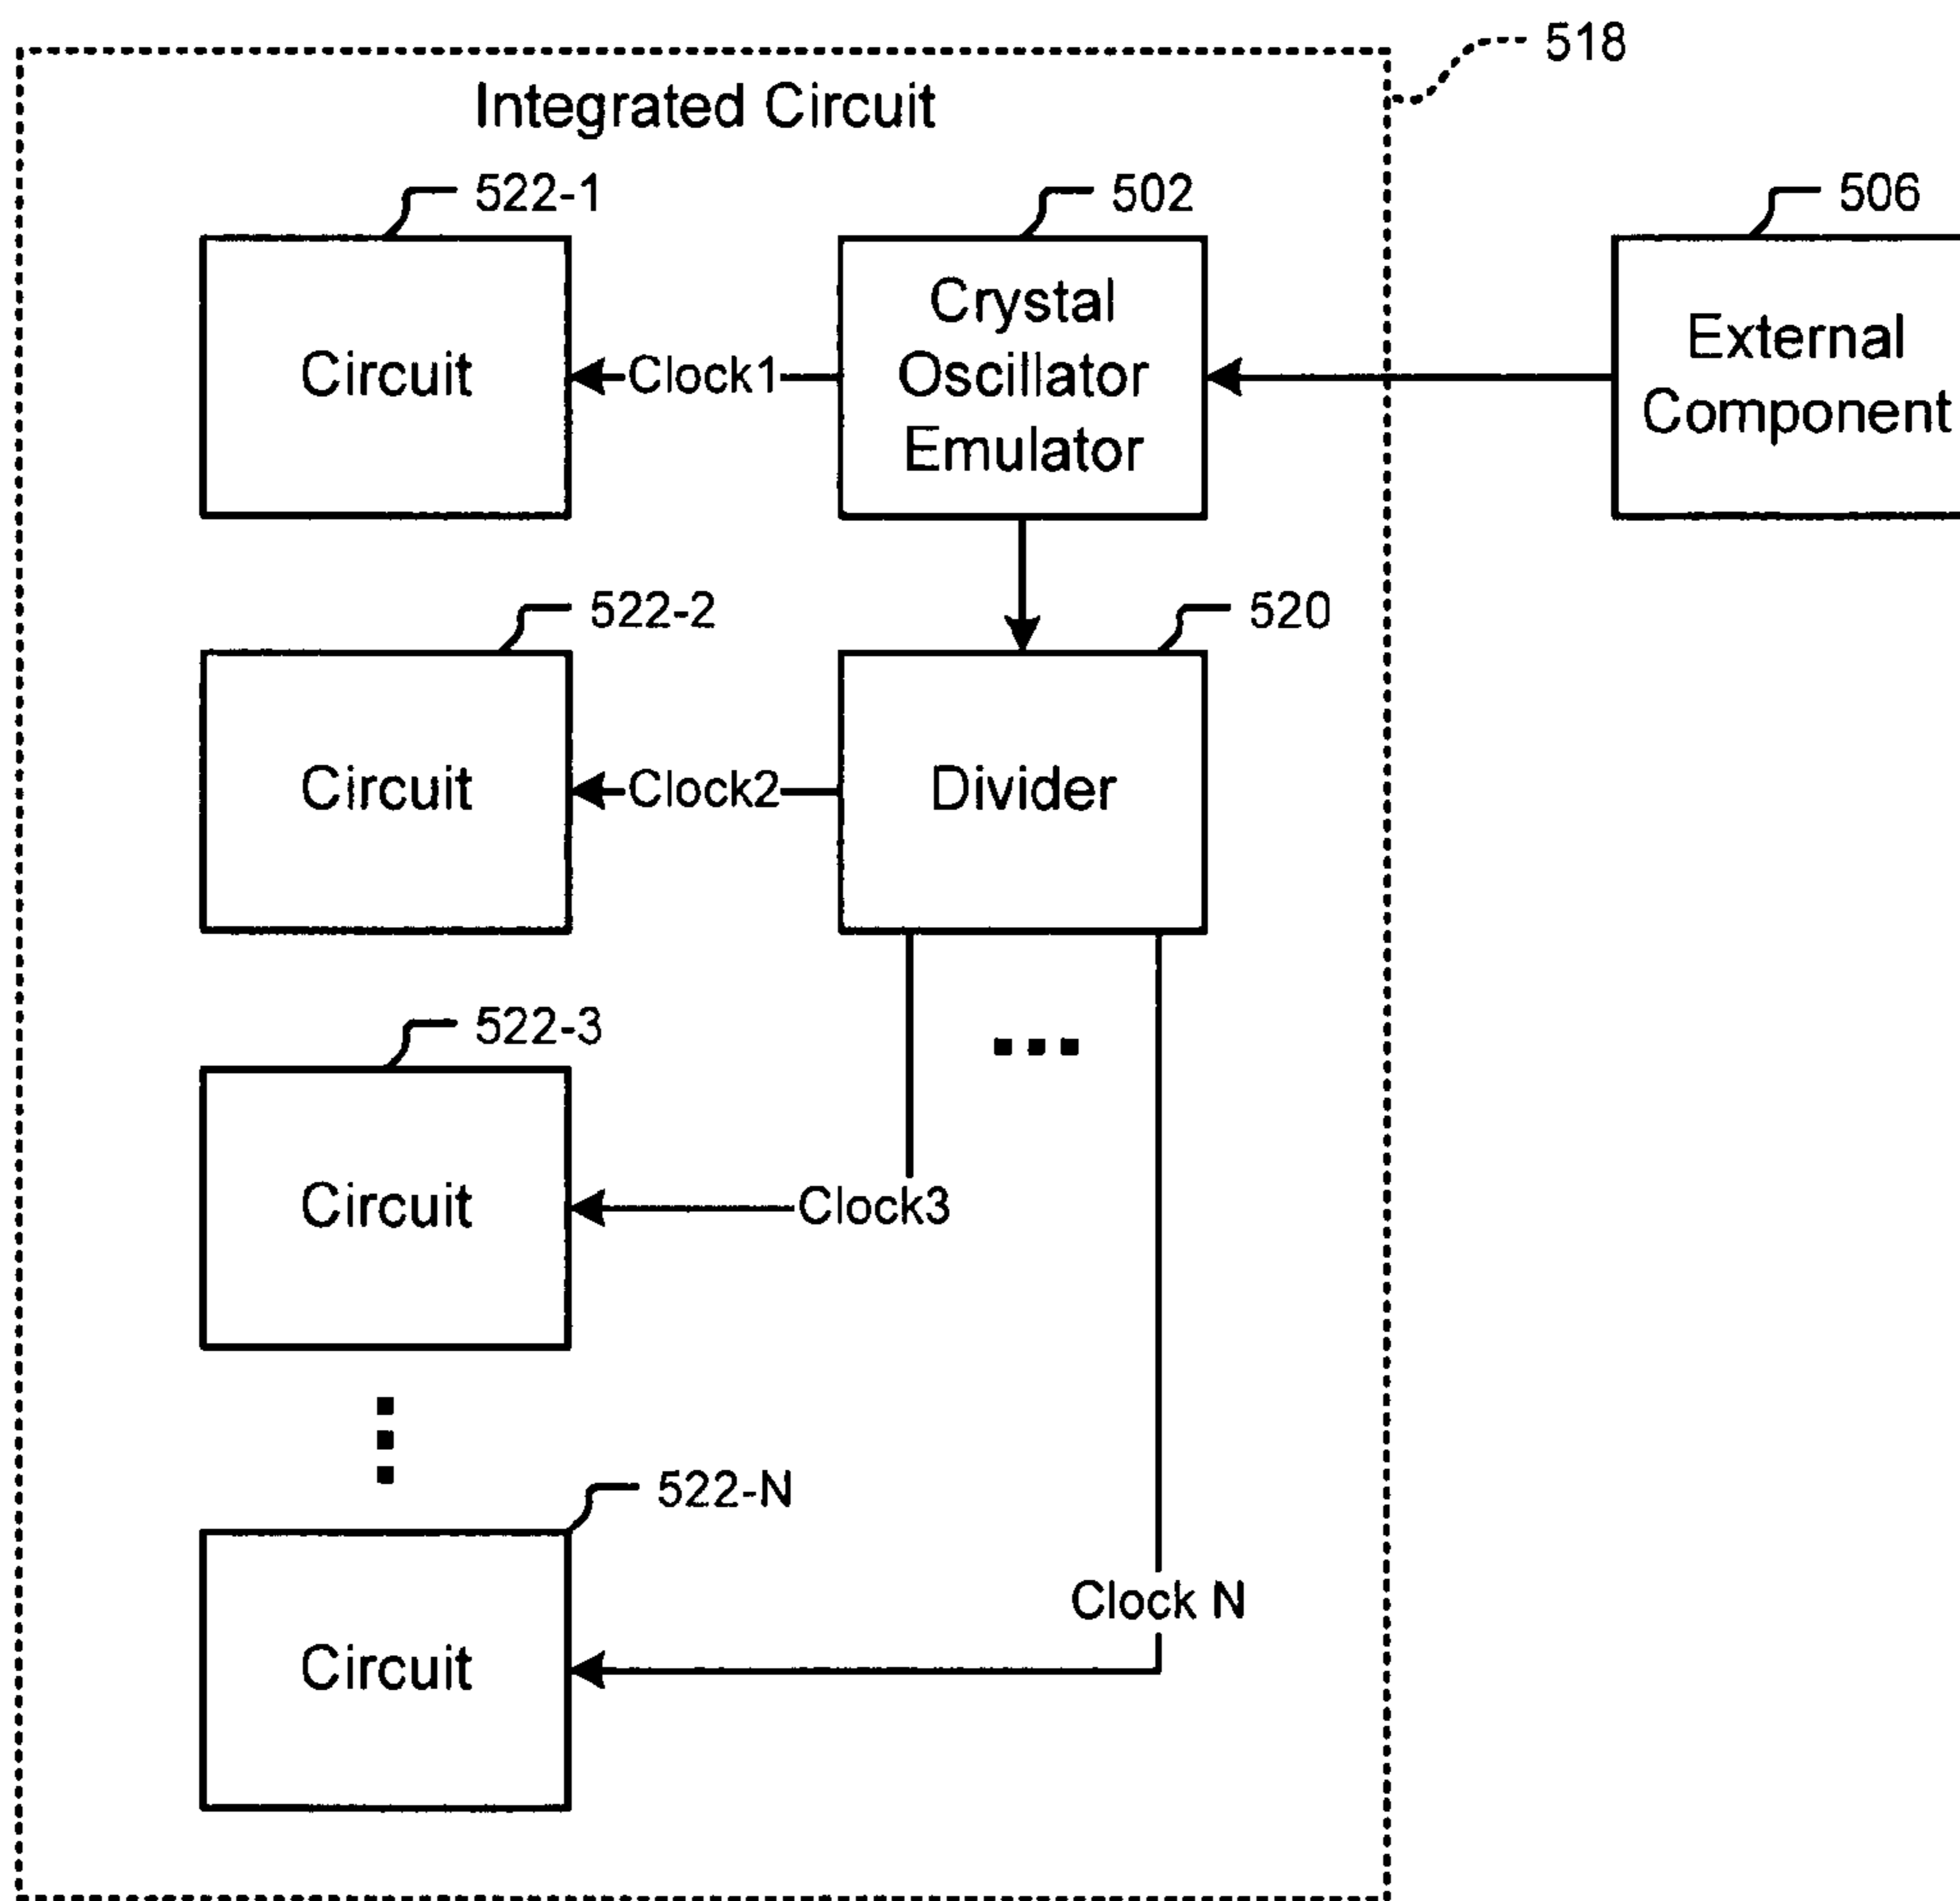 518
Integrated Circuit
522-1
502
506
Circuit
Clock1
Crystal
Oscillator
Emulator
External
Component
522-2
520
Circuit
Clock2
Divider
522-3
Circuit
Clock3
522-N
Circuit
Clock N